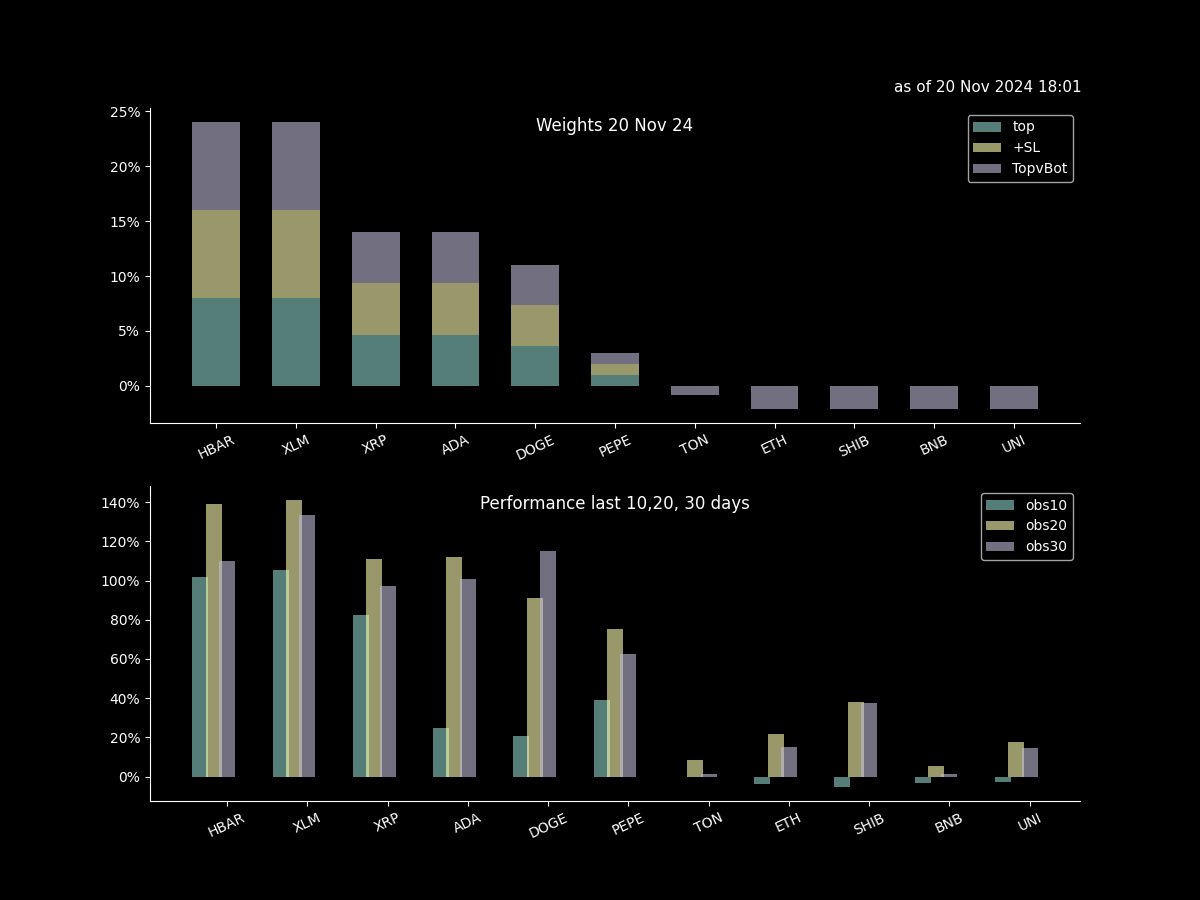 as of 20 Nov 2024 18:01
Weights 20 Nov 24
top
+SL
TopvBot
25%
20%
15%
10%
5%
0%
HBAR XLM XRP ADA DOGE PEPE TON ETH SHIB BNB UNI
Performance last 10,20, 30 days
obs10
obs20
obs30
140%
120%
100%
80%
60%
40%
20%
0%
HBAR XLM XRP ADA DOGE PEPE TON ETH SHIB BNB UNI